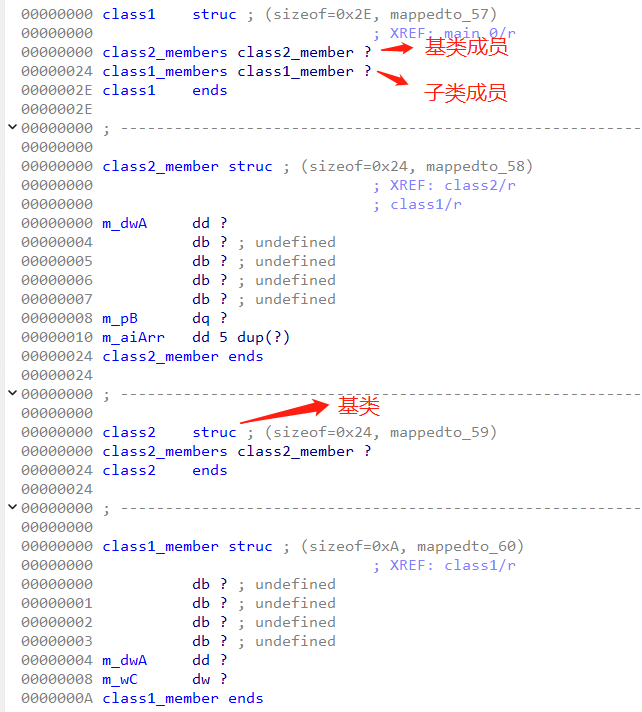 00000000 class1    struc ; (sizeof=0x2E, mappedto_57)
00000000                               ; XREF: main_0/r
00000000 class2_members class2_member ? 基类成员
00000024 class1_members class1_member ?
0000002E class1    ends 子类成员
0000002E
00000000 ; ----------------------------------------------------------
00000000
00000000 class2_member struc ; (sizeof=0x24, mappedto_58)
00000000                               ; XREF: class2/r
00000000                               ; class1/r
00000000 m_dwA     dd ?
00000004           db ? ; undefined
00000005           db ? ; undefined
00000006           db ? ; undefined
00000007           db ? ; undefined
00000008 m_pB      dq ?
00000010 m_aiArr   dd 5 dup(?)
00000024 class2_member ends
00000024
00000000 ; ----------------------------------------------------------
00000000 基类
00000000 class2    struc ; (sizeof=0x24, mappedto_59)
00000000 class2_members class2_member ?
00000024 class2    ends
00000024
00000000 ; ----------------------------------------------------------
00000000
00000000 class1_member struc ; (sizeof=0xA, mappedto_60)
00000000                               ; XREF: class1/r
00000000           db ? ; undefined
00000001           db ? ; undefined
00000002           db ? ; undefined
00000003           db ? ; undefined
00000004 m_dwA     dd ?
00000008 m_wC      dw ?
0000000A class1_member ends